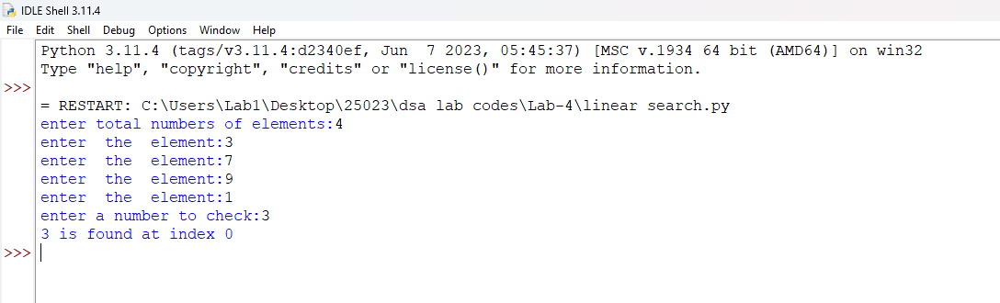 IDLE Shell 3.11.4
File Edit Shell Debug Options Window Help
Python 3.11.4 (tags/v3.11.4:d2340ef, Jun  7 2023, 05:45:37) [MSC v.1934 64 bit (AMD64)] on win32
Type "help", "copyright", "credits" or "license()" for more information.
>>>
= RESTART: C:\Users\Lab1\Desktop\25023\dsa lab codes\Lab-4\linear search.py
enter total numbers of elements:4
enter  the  element:3
enter  the  element:7
enter  the  element:9
enter  the  element:1
enter a number to check:3
3 is found at index 0
>>>